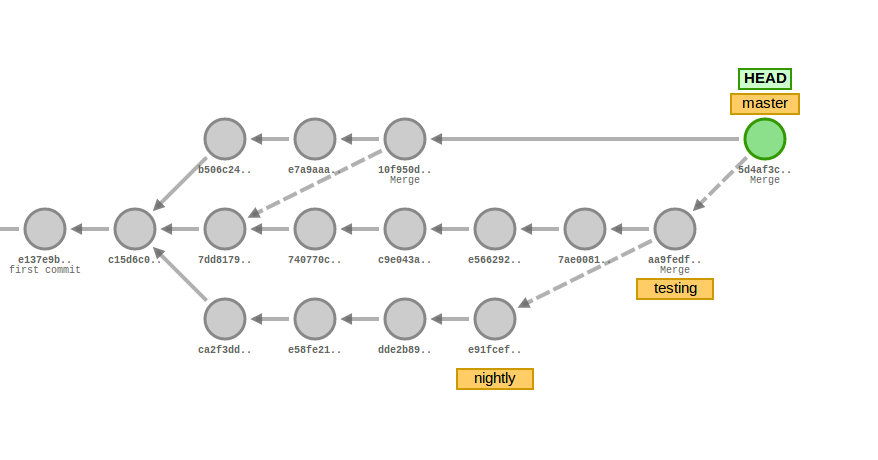 HEAD
master
b506c24..
e7a9aaa..
10f950d..
Merge
5d4af3c..
Merge
e137e9b..
first commit
c15d6c0..
7dd8179..
740770c..
c9e043a..
e566292..
7ae0081..
aa9fedf..
Merge
testing
ca2f3dd..
e58fe21..
dde2b89..
e91fcef..
nightly